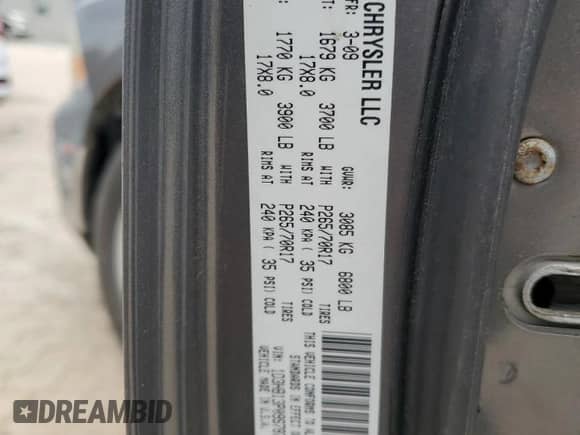 CHRYSLER LLC
FR: 3-09 GVWR: 3085 KG 6800 LB
T: 1679 KG 3700 LB WITH P265/70R17 TIRES
17X8.0 RIMS AT 240 KPA ( 35 PSI) COLD
1770 KG 3900 LB WITH P265/70R17 TIRES
17X8.0 RIMS AT 240 KPA ( 35 PSI) COLD
THIS VEHICLE CONFORMS TO
STANDARDS IN EFFECT
VIN:
VEHICLE MADE IN U.S.A.
DREAMBID